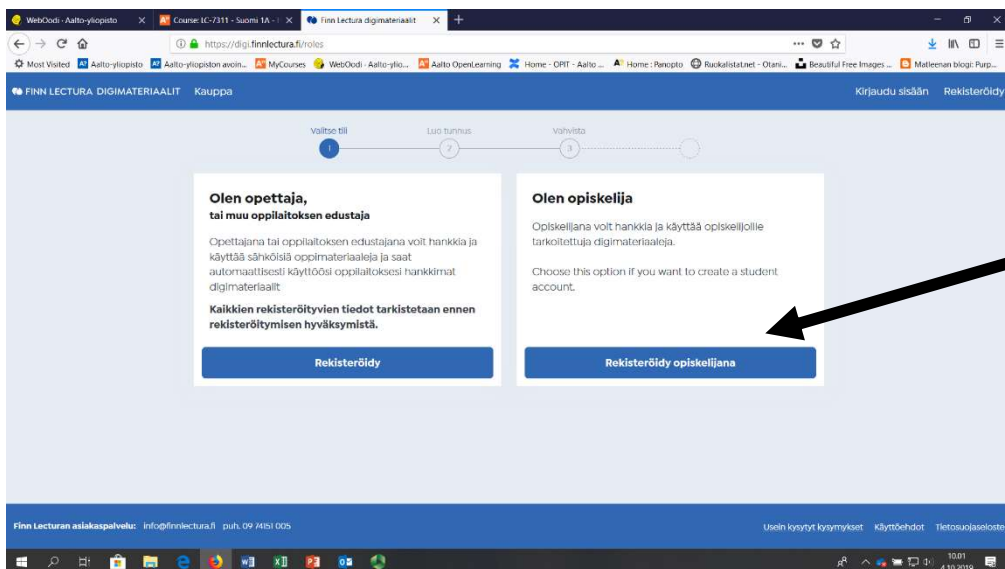 WebOodi - Aalto-yliopisto
Course: LC-7311 - Suomi 1A -
Finn Lectura digimateriaalit
https://digi.finnlectura.fi/roles
Most Visited Aalto-yliopisto Aalto-yliopiston avoin... MyCourses WebOodi - Aalto-ylio... Aalto OpenLearning Home - OPIT - Aalto ... Home : Panopto Ruokalistat.net - Otani... Beautiful Free Images ... Matleenan blogi: Purp...
FINN LECTURA DIGIMATERIAALIT Kauppa Kirjaudu sisään Rekisteröidy
Valitse tili Luo tunnus Vahvista
1 2 3
Olen opettaja,
tai muu oppilaitoksen edustaja
Opettajana tai oppilaitoksen edustajana voit hankkia ja
käyttää sähköisiä oppimateriaaleja ja saat
automaattisesti käyttöösi oppilaitoksesi hankkimat
digimateriaalit
Kaikkien rekisteröityvien tiedot tarkistetaan ennen
rekisteröitymisen hyväksymistä.
Rekisteröidy
Olen opiskelija
Opiskelijana voit hankkia ja käyttää opiskelijoille
tarkoitettuja digimateriaaleja.
Choose this option if you want to create a student
account.
Rekisteröidy opiskelijana
Finn Lecturan asiakaspalvelu: info@finnlectura.fi puh. 09 74151 005 Usein kysytyt kysymykset Käyttöehdot Tietosuojaseloste
10.01
4.10.2019